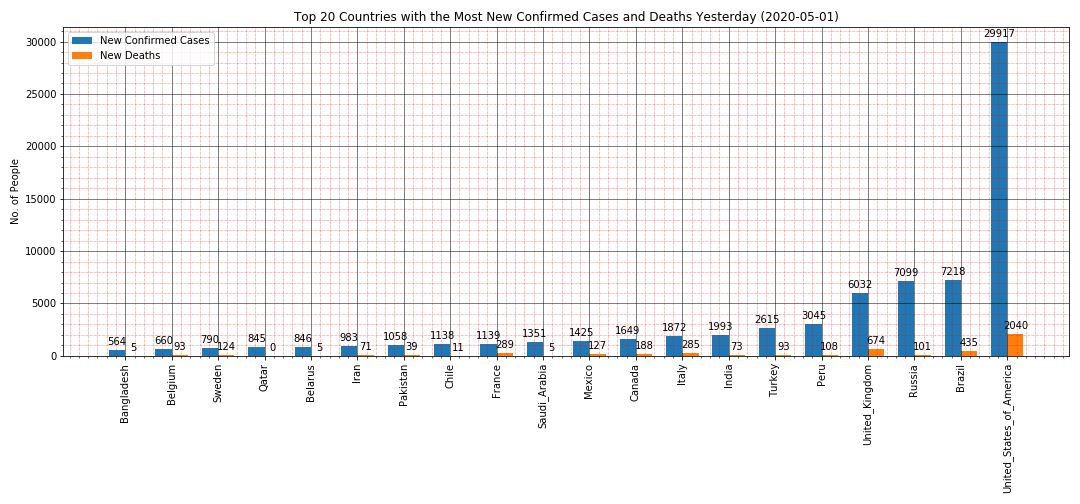 Top 20 Countries with the Most New Confirmed Cases and Deaths Yesterday (2020-05-01)
New Confirmed Cases
New Deaths
No. of People
30000
25000
20000
15000
10000
5000
0
564 5
660 93
790 124
845 0
846 5
983 71
1058 39
1138 11
1139 289
1351 5
1425 127
1649 188
1872 285
1993 73
2615 93
3045 108
6032 674
7099 101
7218 435
29917 2040
Bangladesh
Belgium
Sweden
Qatar
Belarus
Iran
Pakistan
Chile
France
Saudi_Arabia
Mexico
Canada
Italy
India
Turkey
Peru
United_Kingdom
Russia
Brazil
United_States_of_America